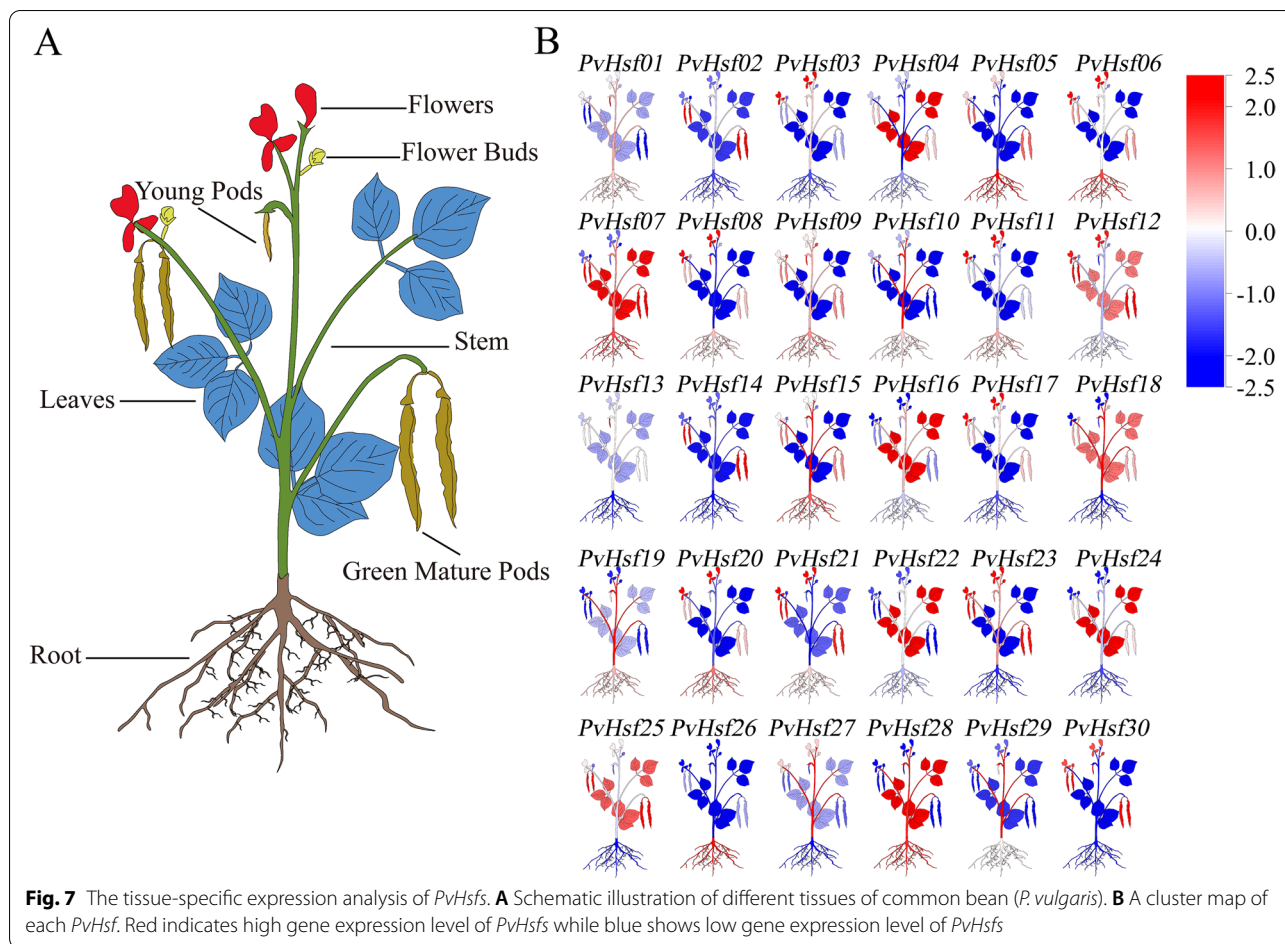 A
Flowers
Flower Buds
Young Pods
Stem
Leaves
Green Mature Pods
Root
B
PvHsf01 PvHsf02 PvHsf03 PvHsf04 PvHsf05 PvHsf06
PvHsf07 PvHsf08 PvHsf09 PvHsf10 PvHsf11 PvHsf12
PvHsf13 PvHsf14 PvHsf15 PvHsf16 PvHsf17 PvHsf18
PvHsf19 PvHsf20 PvHsf21 PvHsf22 PvHsf23 PvHsf24
PvHsf25 PvHsf26 PvHsf27 PvHsf28 PvHsf29 PvHsf30
2.5
2.0
1.0
0.0
-1.0
-2.0
-2.5
Fig. 7 The tissue-specific expression analysis of PvHsfs. A Schematic illustration of different tissues of common bean (P. vulgaris). B A cluster map of
each PvHsf. Red indicates high gene expression level of PvHsfs while blue shows low gene expression level of PvHsfs